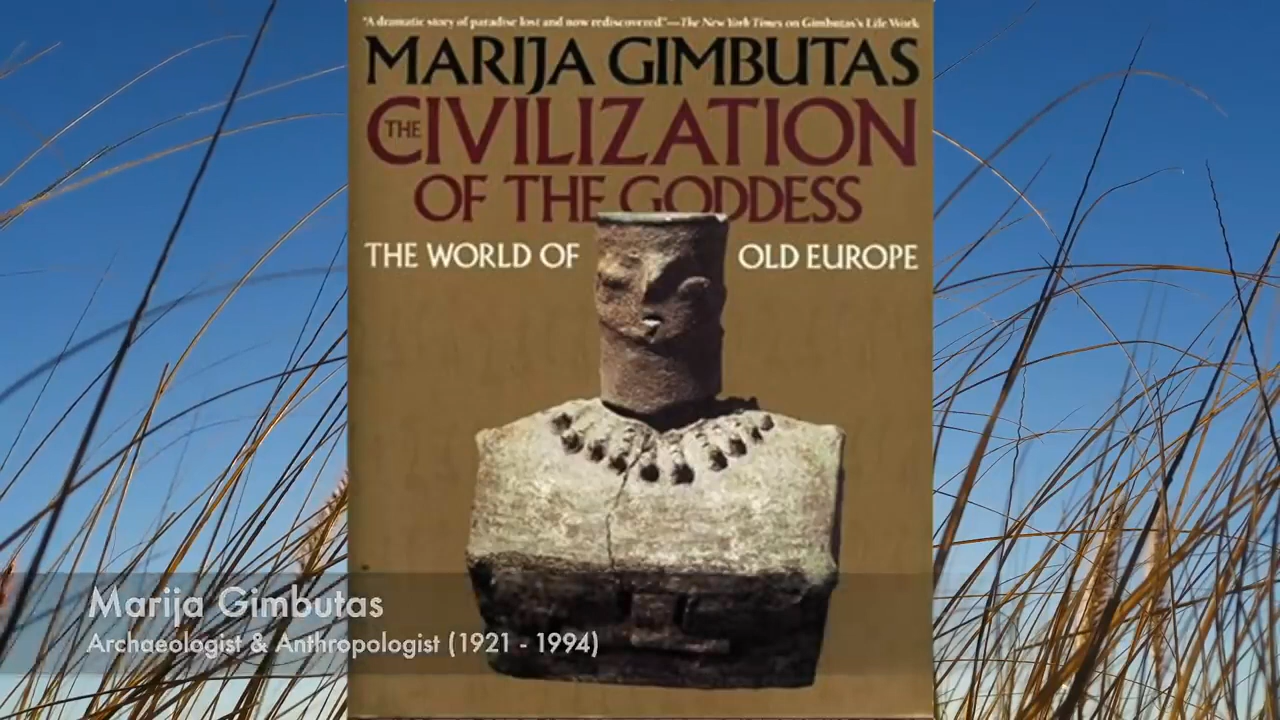 "A dramatic story of paradise lost and now rediscovered"—The New York Times on Gimbutas's Life Work
MARIJA GIMBUTAS
THE CIVILIZATION
OF THE GODDESS
THE WORLD OF OLD EUROPE
Marija Gimbutas
Archaeologist & Anthropologist (1921 - 1994)